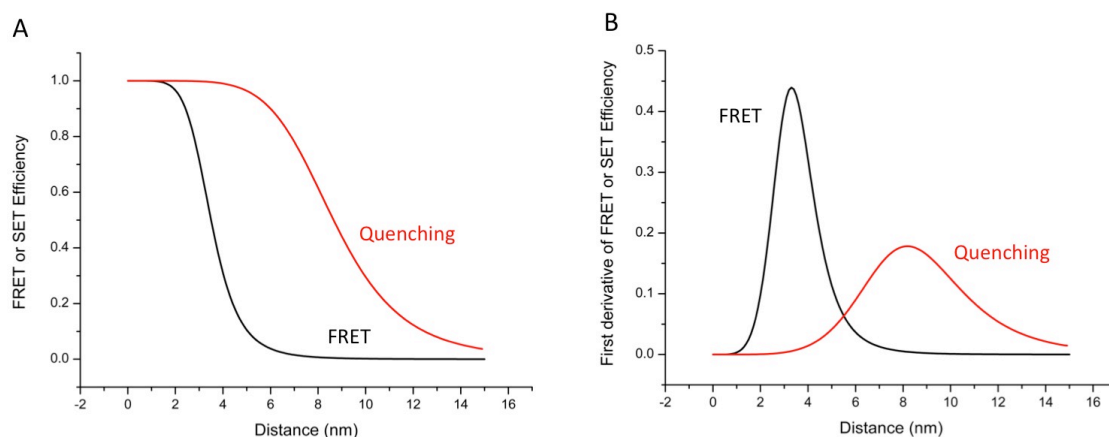 A
FRET or SET Efficiency
1.0
0.8
0.6
0.4
0.2
0.0
Quenching
FRET
0 2 4 6 8 10 12 14 16
Distance (nm)
B
First derivative of FRET or SET Efficiency
0.5
0.4
0.3
0.2
0.1
0.0
FRET
Quenching
0 2 4 6 8 10 12 14 16
Distance (nm)